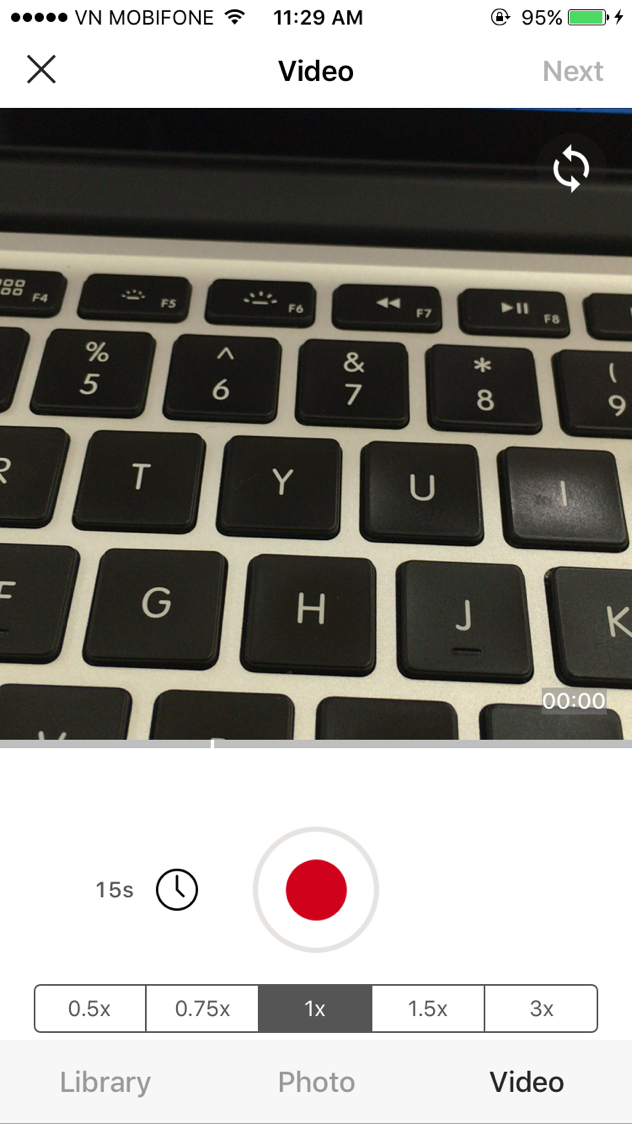 VN MOBIFONE 11:29 AM 95%
Video Next
F4 F5 F6 F7 F8
% ^ & * (
5 6 7 8 9
R T Y U I
F G H J K
00:00
15s
0.5x 0.75x 1x 1.5x 3x
Library Photo Video